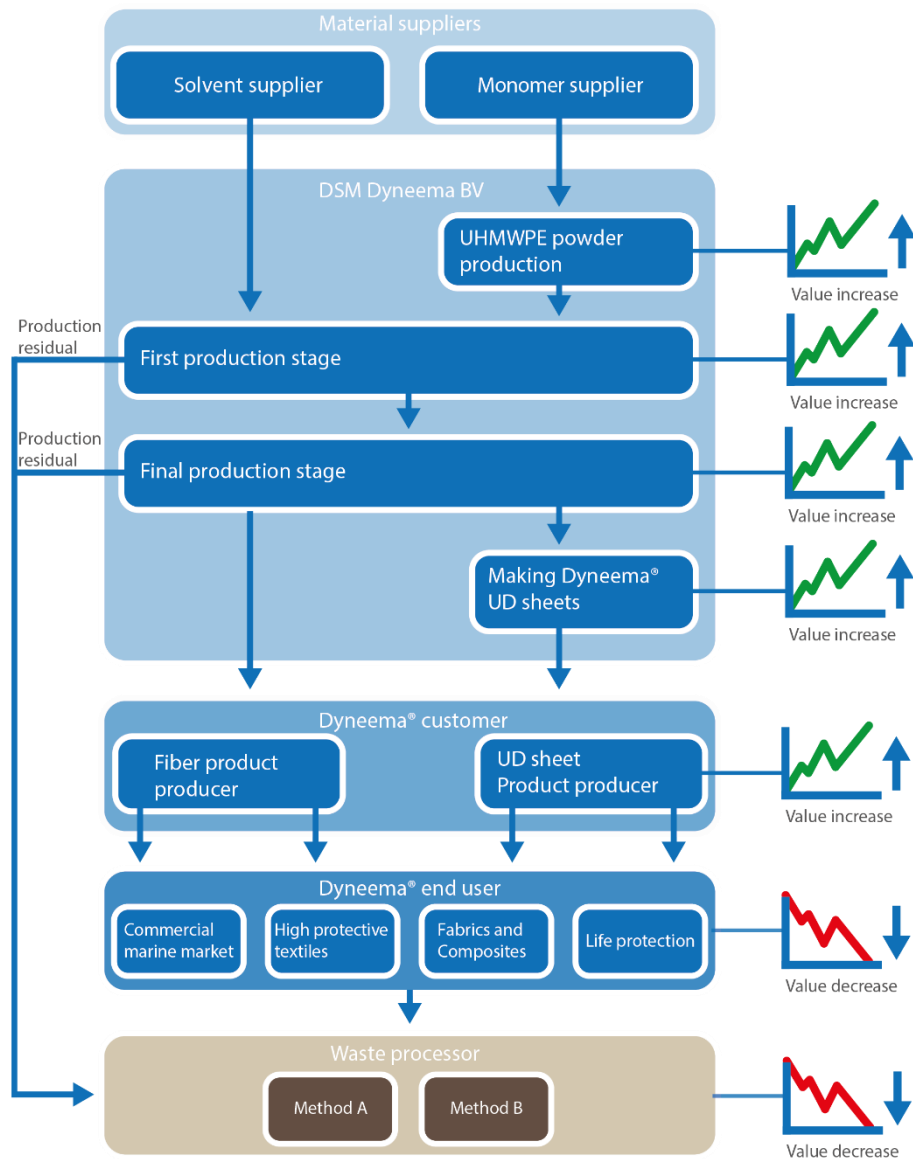 Material suppliers
Solvent supplier
Monomer supplier
DSM Dyneema BV
UHMWPE powder
production
Value increase
Production
residual
First production stage
Value increase
Production
residual
Final production stage
Value increase
Making Dyneema®
UD sheets
Value increase
Dyneema® customer
Fiber product
producer
UD sheet
Product producer
Value increase
Dyneema® end user
Commercial
marine market
High protective
textiles
Fabrics and
Composites
Life protection
Value decrease
Waste processor
Method A
Method B
Value decrease